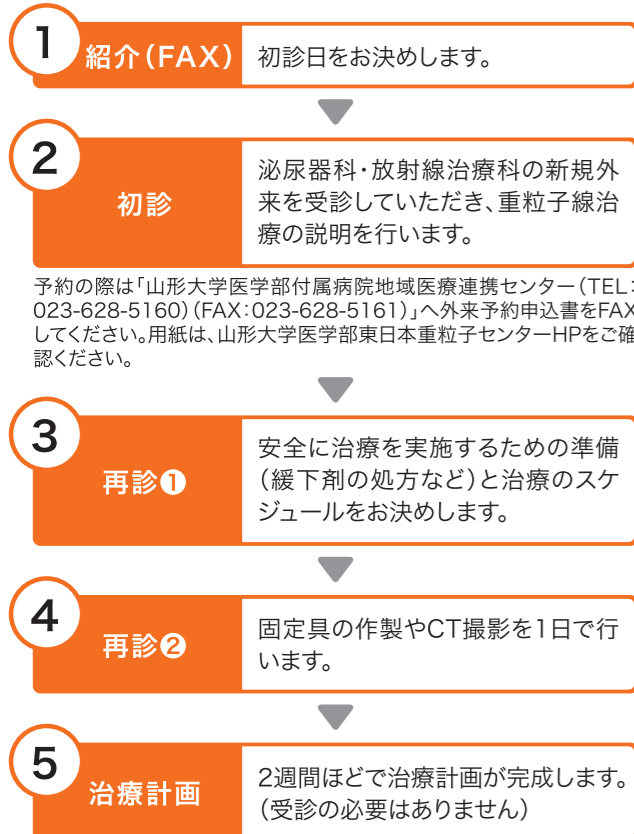 1
紹介(FAX)
初診日をお決めします。
2
初診
泌尿器科・放射線治療科の新規外
来を受診していただき、重粒子線治
療の説明を行います。
予約の際は「山形大学医学部付属病院地域医療連携センター(TEL:
023-628-5160)(FAX:023-628-5161)」へ外来予約申込書をFAX
してください。用紙は、山形大学医学部東日本重粒子センターHPをご確
認ください。
3
再診❶
安全に治療を実施するための準備
(緩下剤の処方など)と治療のスケ
ジュールをお決めします。
4
再診❷
固定具の作製やCT撮影を1日で行
います。
5
治療計画
2週間ほどで治療計画が完成します。
(受診の必要はありません)